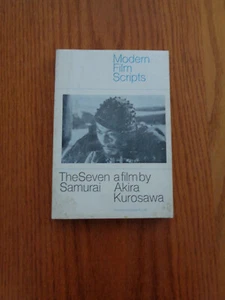 Modern
Film
Scripts
The Seven a film by
Samurai Akira
Kurosawa